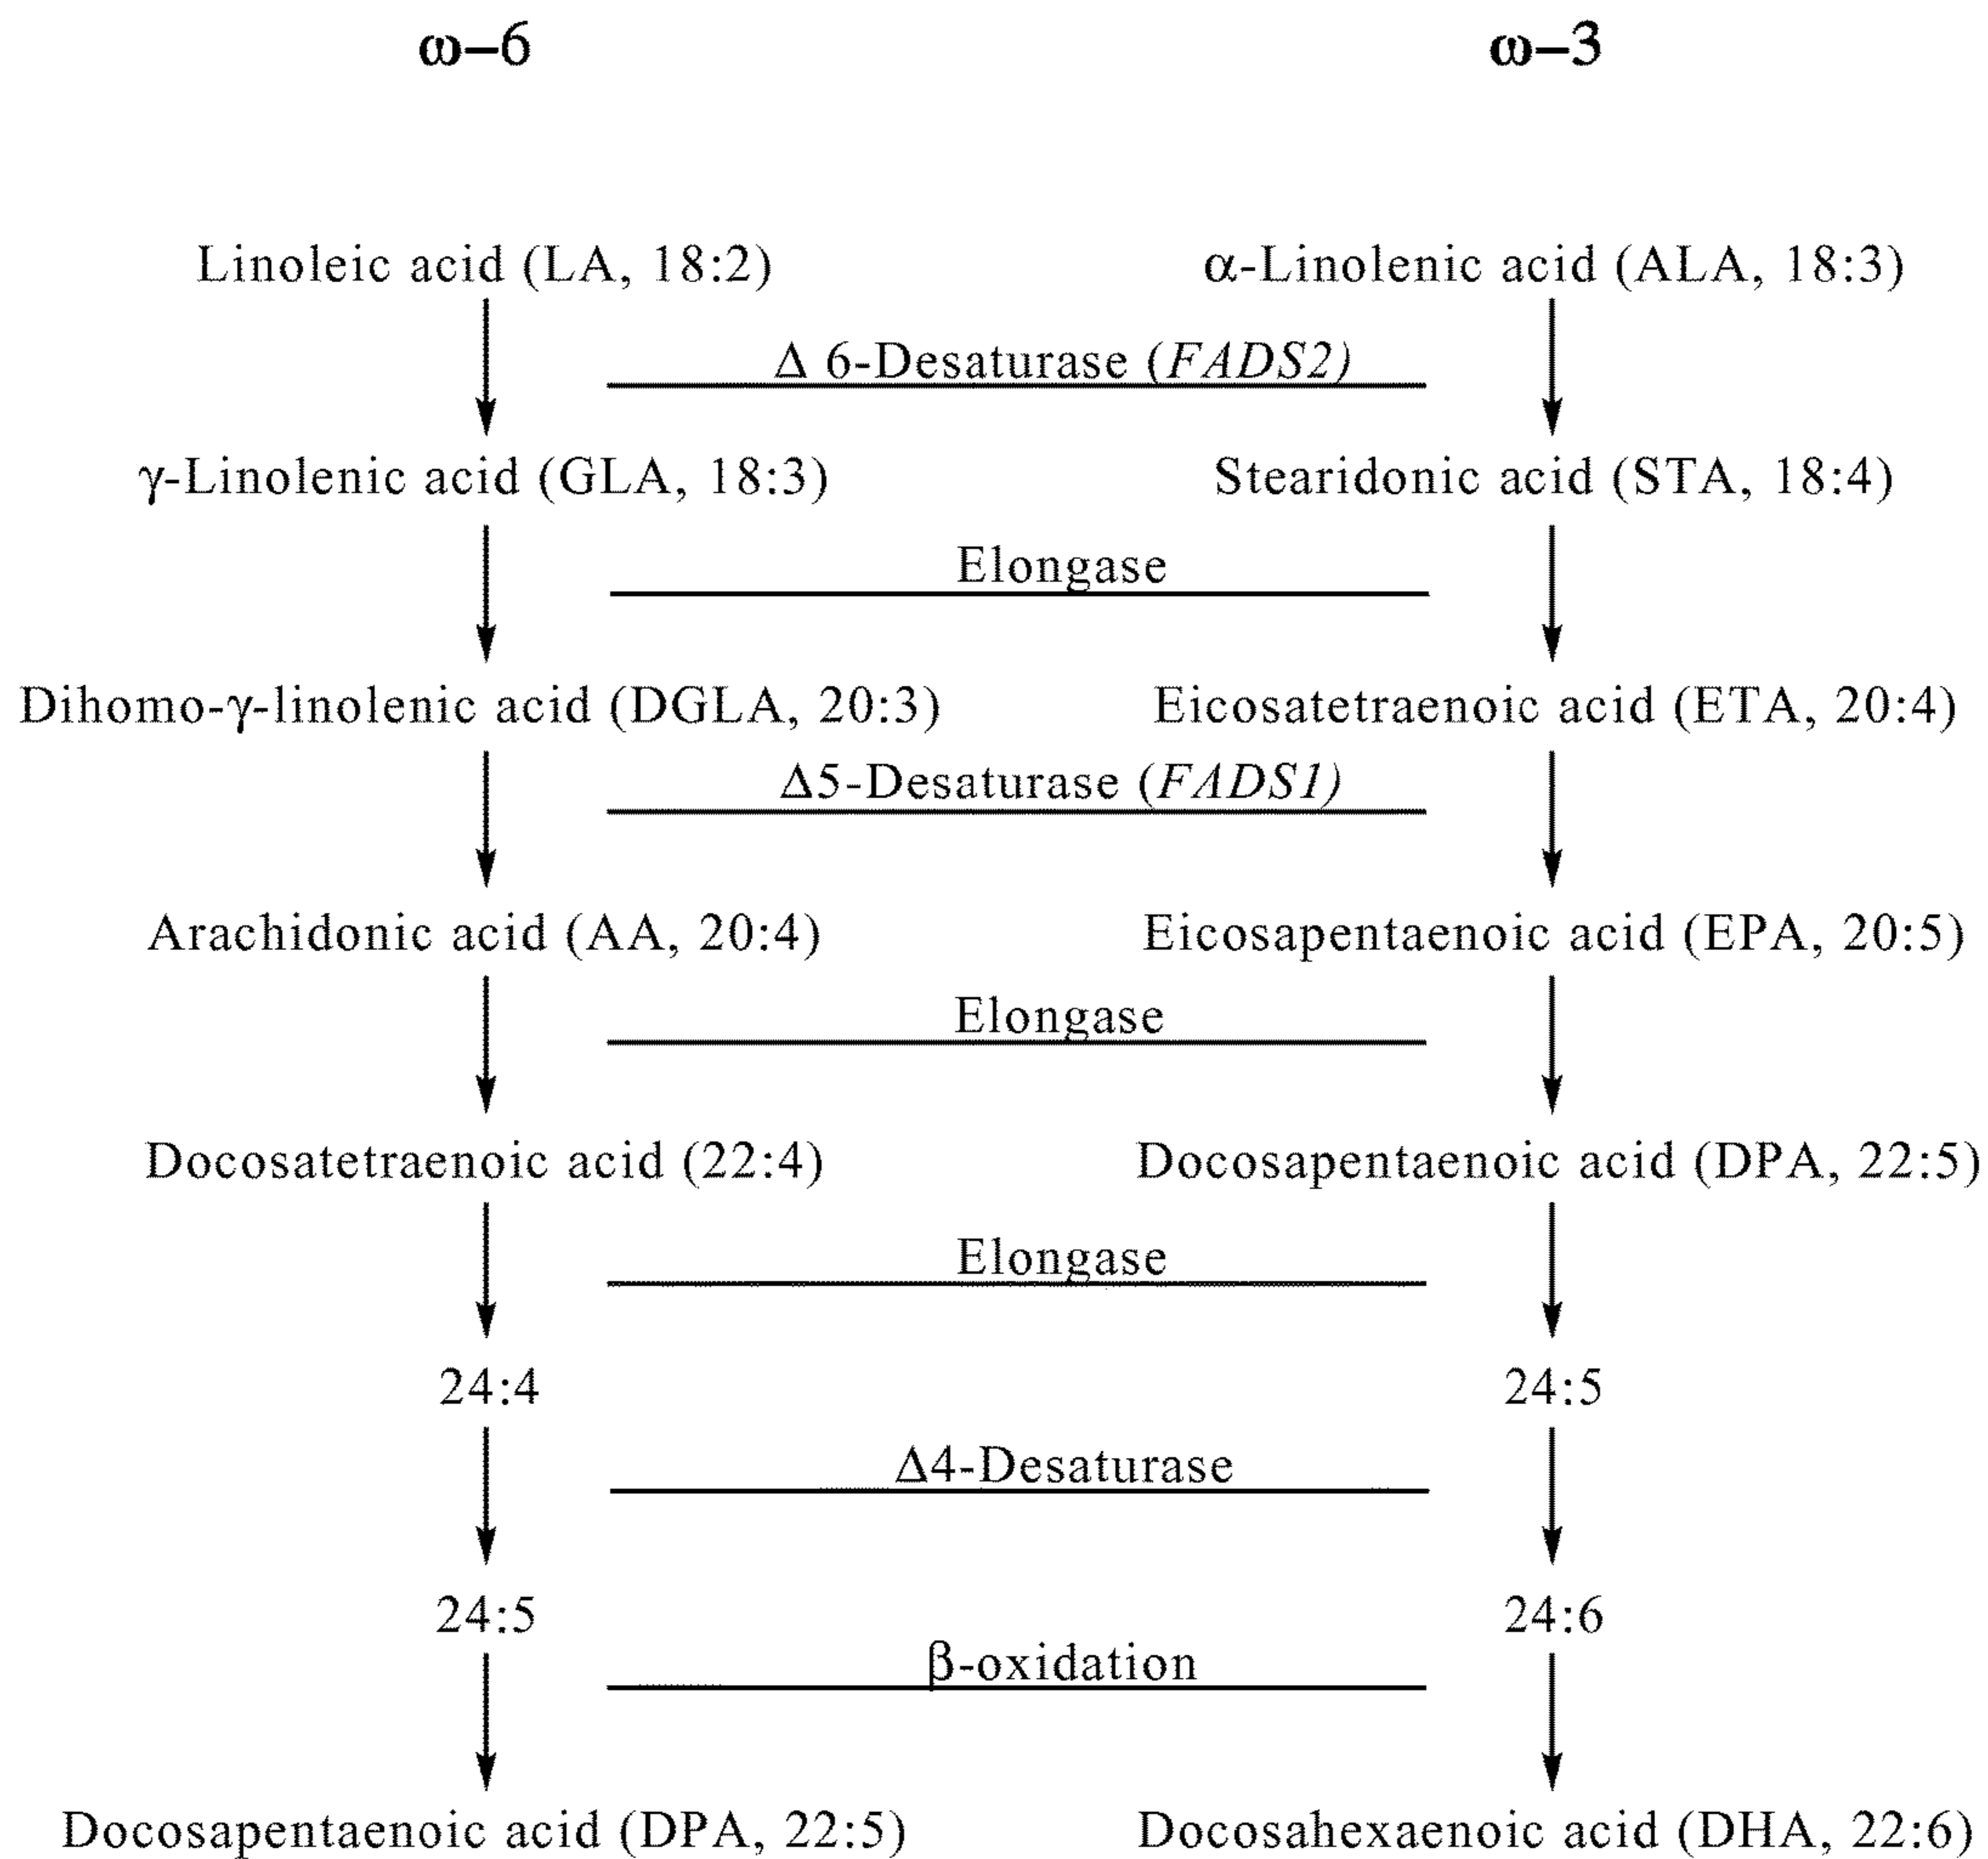 ω–6 ω–3
Linoleic acid (LA, 18:2) α-Linolenic acid (ALA, 18:3)
Δ 6-Desaturase (FADS2)
γ-Linolenic acid (GLA, 18:3) Stearidonic acid (STA, 18:4)
Elongase
Dihomo-γ-linolenic acid (DGLA, 20:3) Eicosatetraenoic acid (ETA, 20:4)
Δ5-Desaturase (FADS1)
Arachidonic acid (AA, 20:4) Eicosapentaenoic acid (EPA, 20:5)
Elongase
Docosatetraenoic acid (22:4) Docosapentaenoic acid (DPA, 22:5)
Elongase
24:4 24:5
Δ4-Desaturase
24:5 24:6
β-oxidation
Docosapentaenoic acid (DPA, 22:5) Docosahexaenoic acid (DHA, 22:6)